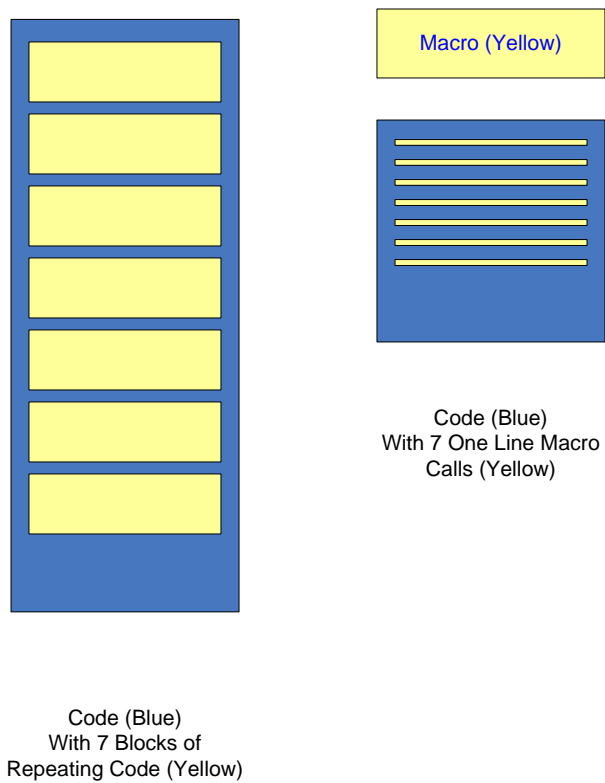 Macro (Yellow)
Code (Blue)
With 7 One Line Macro
Calls (Yellow)
Code (Blue)
With 7 Blocks of
Repeating Code (Yellow)